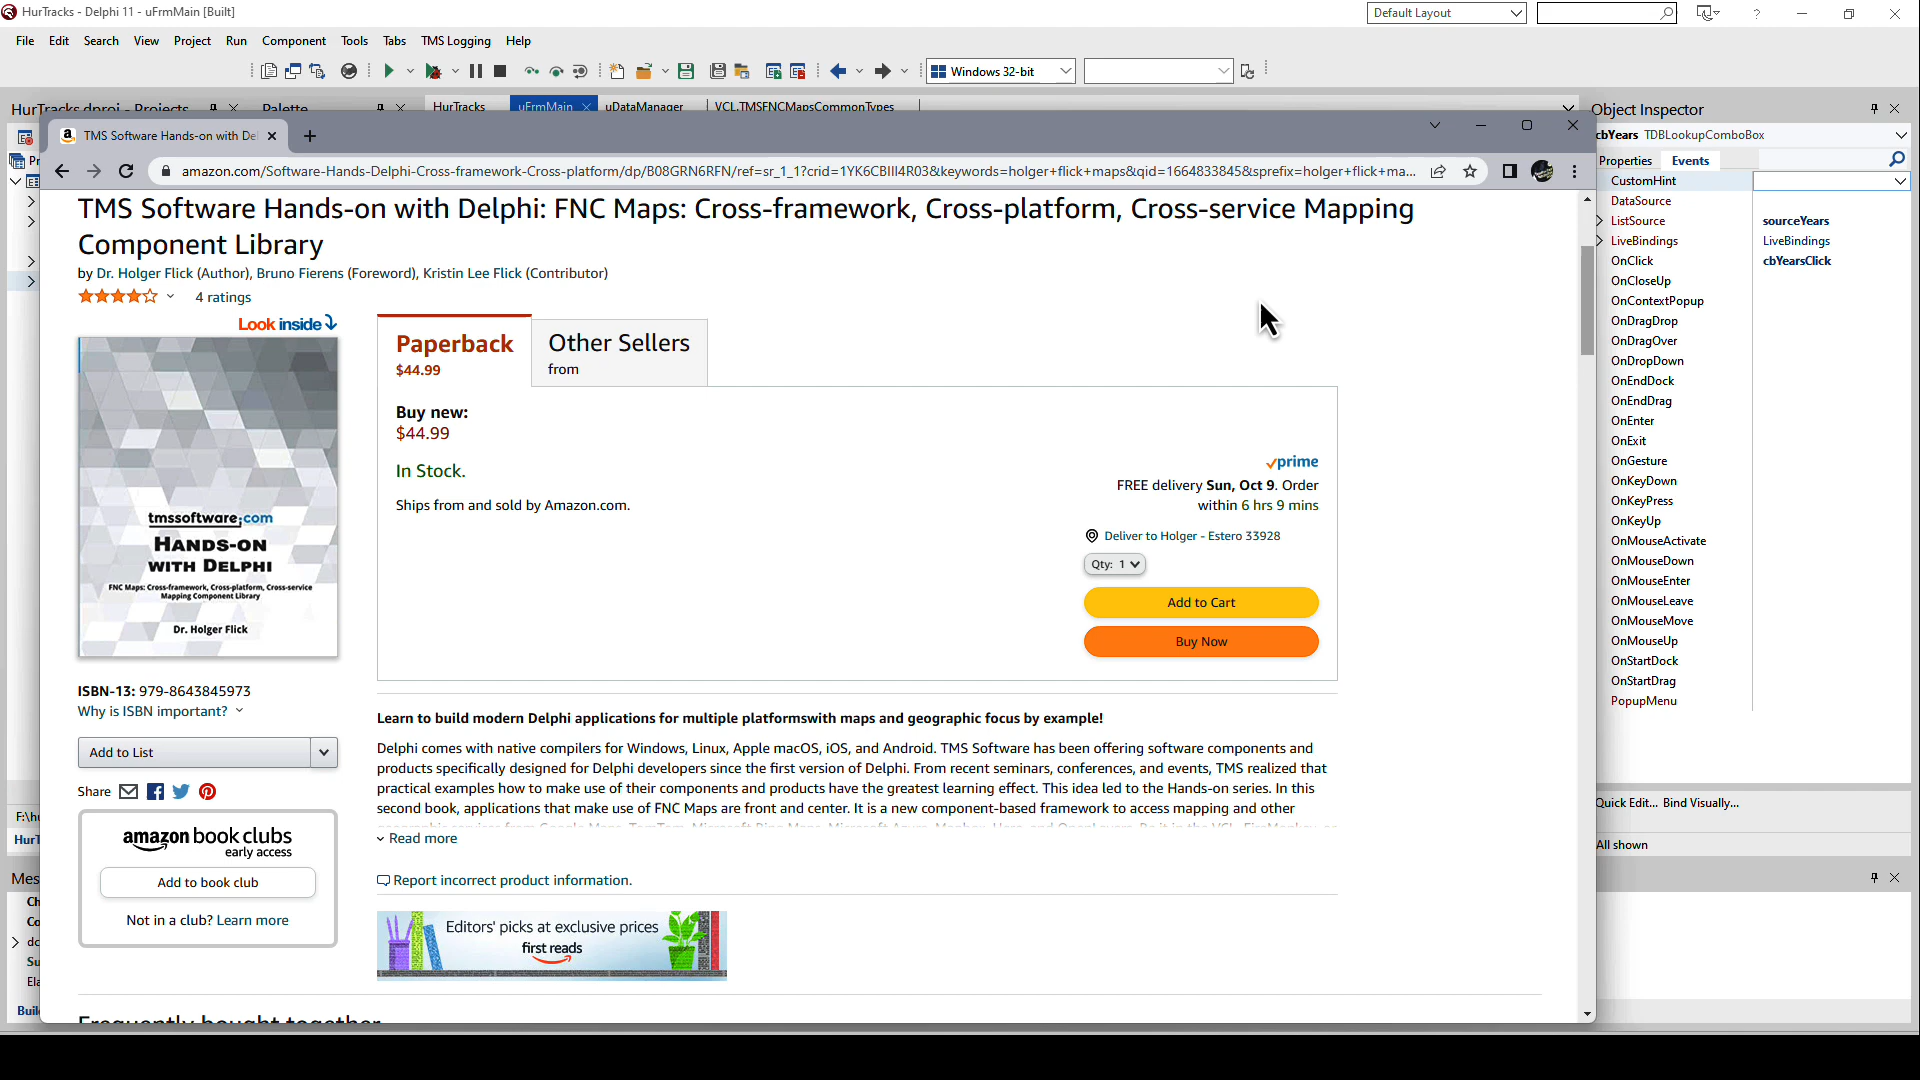 HurTracks - Delphi 11 - uFrmMain [Built]
Default Layout
File Edit Search View Project Run Component Tools Tabs TMS Logging Help
Windows 32-bit
HurTracks.dproj - Projects
Palette
HurTracks
uFrmMain
uDataManager
VCL.TMSFNCMapsCommonTypes
TMS Software Hands-on with De
amazon.com/Software-Hands-Delphi-Cross-framework-Cross-platform/dp/B08GRN6RFN/ref=sr_1_1?crid=1YK6CBIII4R03&keywords=holger+flick+maps&qid=1664833845&sprefix=holger+flick+ma...
TMS Software Hands-on with Delphi: FNC Maps: Cross-framework, Cross-platform, Cross-service Mapping
Component Library
by Dr. Holger Flick (Author), Bruno Fierens (Foreword), Kristin Lee Flick (Contributor)
4 ratings
Look inside
tmssoftware.com
HANDS-ON
WITH DELPHI
FNC Maps: Cross-framework, Cross-platform, Cross-service
Mapping Component Library
Dr. Holger Flick
ISBN-13: 979-8643845973
Why is ISBN important?
Add to List
Share
amazon book clubs
early access
Add to book club
Not in a club? Learn more
Paperback
$44.99
Other Sellers
from
Buy new:
$44.99
In Stock.
Ships from and sold by Amazon.com.
prime
FREE delivery Sun, Oct 9. Order
within 6 hrs 9 mins
Deliver to Holger - Estero 33928
Qty: 1
Add to Cart
Buy Now
Learn to build modern Delphi applications for multiple platformswith maps and geographic focus by example!
Delphi comes with native compilers for Windows, Linux, Apple macOS, iOS, and Android. TMS Software has been offering software components and
products specifically designed for Delphi developers since the first version of Delphi. From recent seminars, conferences, and events, TMS realized that
practical examples how to make use of their components and products have the greatest learning effect. This idea led to the Hands-on series. In this
second book, applications that make use of FNC Maps are front and center. It is a new component-based framework to access mapping and other
Read more
Report incorrect product information.
Editors' picks at exclusive prices
first reads
Frequently bought together
Object Inspector
cbYears TDBLookupComboBox
Properties Events
CustomHint
DataSource
ListSource sourceYears
LiveBindings LiveBindings
OnClick cbYearsClick
OnCloseUp
OnContextPopup
OnDragDrop
OnDragOver
OnDropDown
OnEndDock
OnEndDrag
OnEnter
OnExit
OnGesture
OnKeyDown
OnKeyPress
OnKeyUp
OnMouseActivate
OnMouseDown
OnMouseEnter
OnMouseLeave
OnMouseMove
OnMouseUp
OnStartDock
OnStartDrag
PopupMenu
Quick Edit... Bind Visually...
All shown